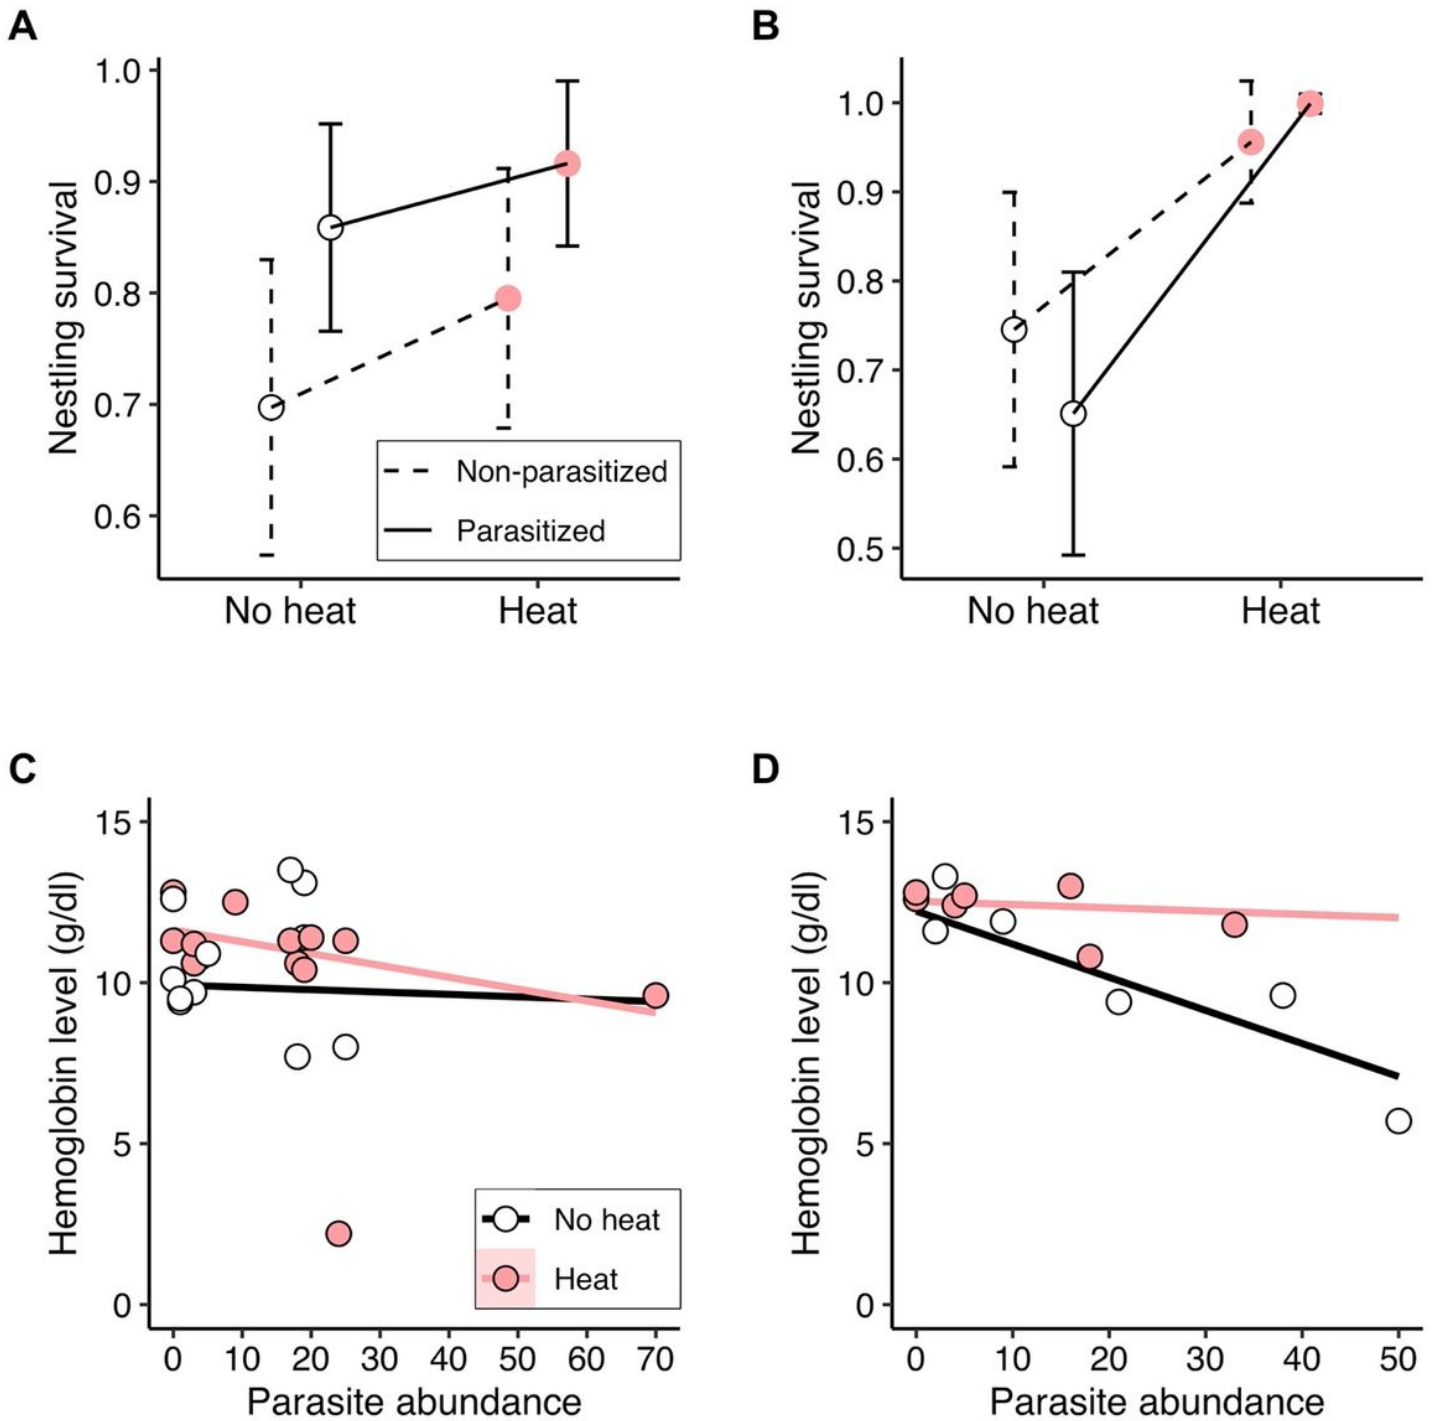 A
Nestling survival
1.0
0.9
0.8
0.7
0.6
No heat
Heat
Non-parasitized
Parasitized
B
Nestling survival
1.0
0.9
0.8
0.7
0.6
0.5
No heat
Heat
C
Hemoglobin level (g/dl)
15
10
5
0
0 10 20 30 40 50 60 70
Parasite abundance
No heat
Heat
D
Hemoglobin level (g/dl)
15
10
5
0
0 10 20 30 40 50
Parasite abundance